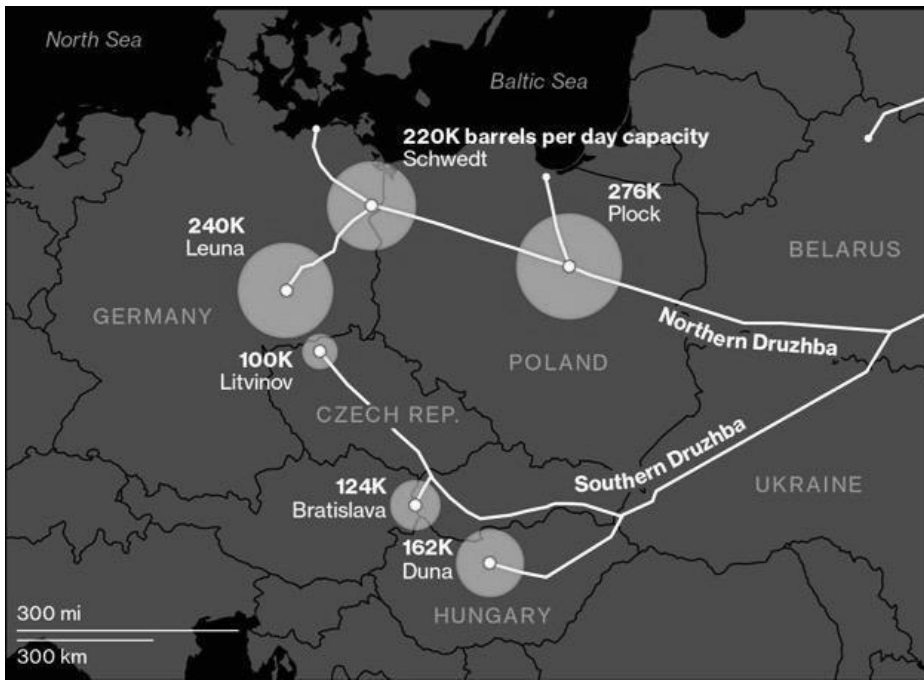 North Sea
Baltic Sea
220K barrels per day capacity
Schwedt
276K
Plock
240K
Leuna
BELARUS
GERMANY
Northern Druzhba
100K
Litvinov
POLAND
CZECH REP.
Southern Druzhba
124K
Bratislava
UKRAINE
162K
Duna
HUNGARY
300 mi
300 km